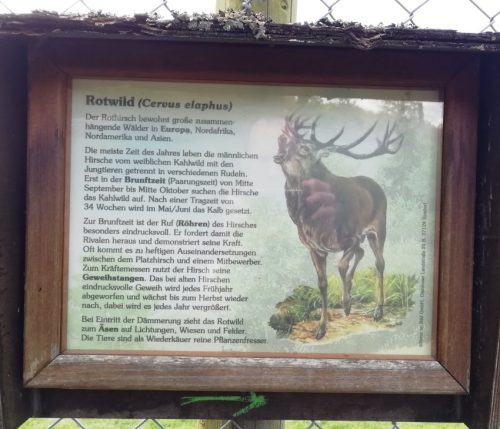 Rotwild (Cervus elaphus)
Der Rothirsch bewohnt große zusammen-
hängende Wälder in Europa, Nordafrika,
Nordamerika und Asien.
Die meiste Zeit des Jahres leben die männlichen
Hirsche vom weiblichen Kahlwild mit den
Jungtieren getrennt in verschiedenen Rudeln.
Erst in der Brunftzeit (Paarungszeit) von Mitte
September bis Mitte Oktober suchen die Hirsche
das Kahlwild auf. Nach einer Tragzeit von
34 Wochen wird im Mai/Juni das Kalb gesetzt.
Zur Brunftzeit ist der Ruf (Röhren) des Hirsches
besonders eindrucksvoll. Er fordert damit die
Rivalen heraus und demonstriert seine Kraft.
Oft kommt es zu heftigen Auseinandersetzungen
zwischen dem Platzhirsch und einem Mitbewerber.
Zum Kräftemessen nutzt der Hirsch seine
Geweihstangen. Das bei alten Hirschen
eindrucksvolle Geweih wird jedes Frühjahr
abgeworfen und wächst bis zum Herbst wieder
nach, dabei wird es jedes Jahr vergrößert.
Bei Eintritt der Dämmerung zieht das Rotwild
zum Äsen auf Lichtungen, Wiesen und Felder.
Die Tiere sind als Wiederkäuer reine Pflanzenfresser.